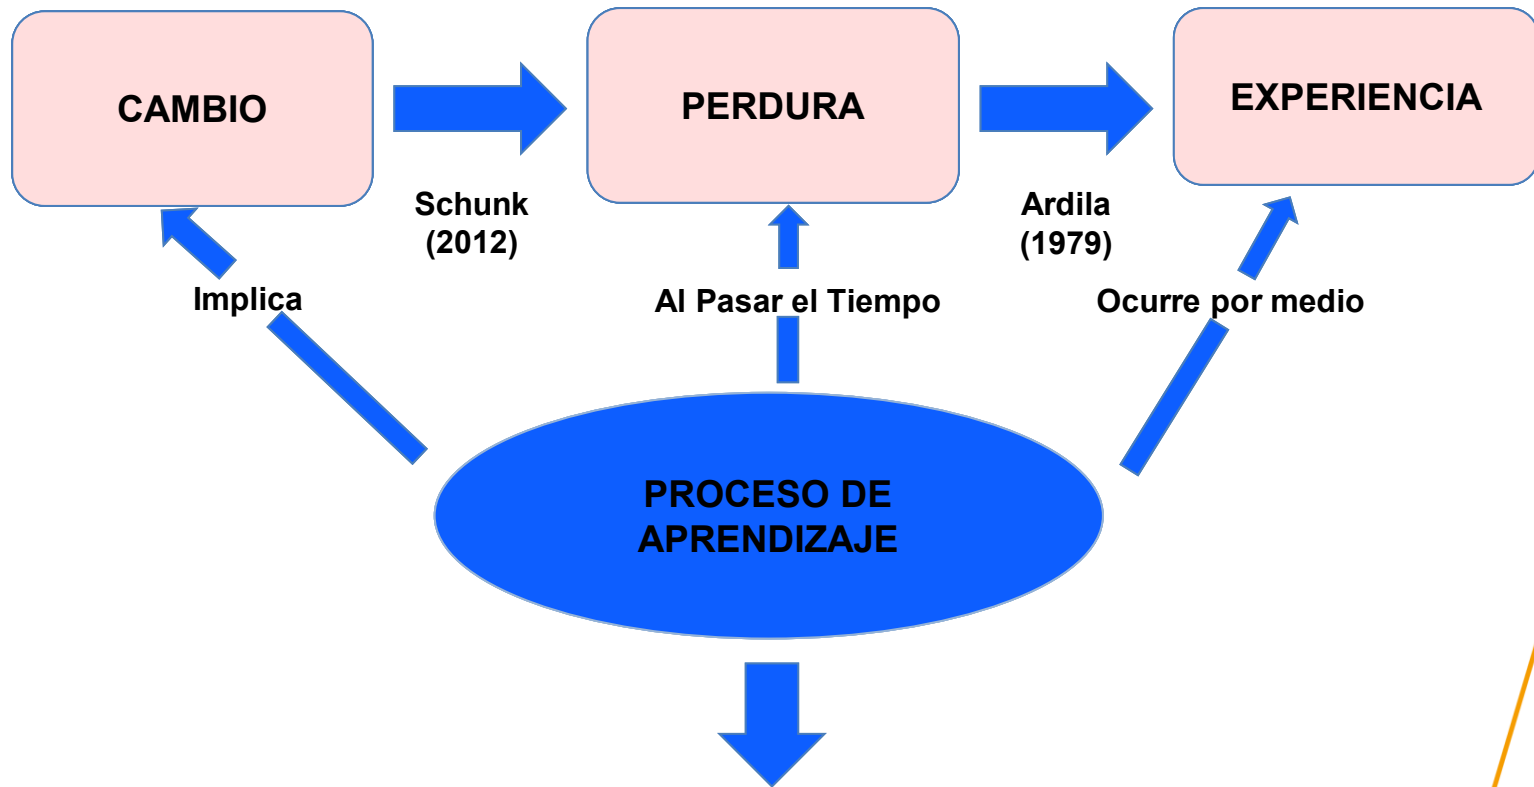 CAMBIO
PERDURA
EXPERIENCIA
Schunk
(2012)
Ardila
(1979)
Implica
Al Pasar el Tiempo
Ocurre por medio
PROCESO DE
APRENDIZAJE